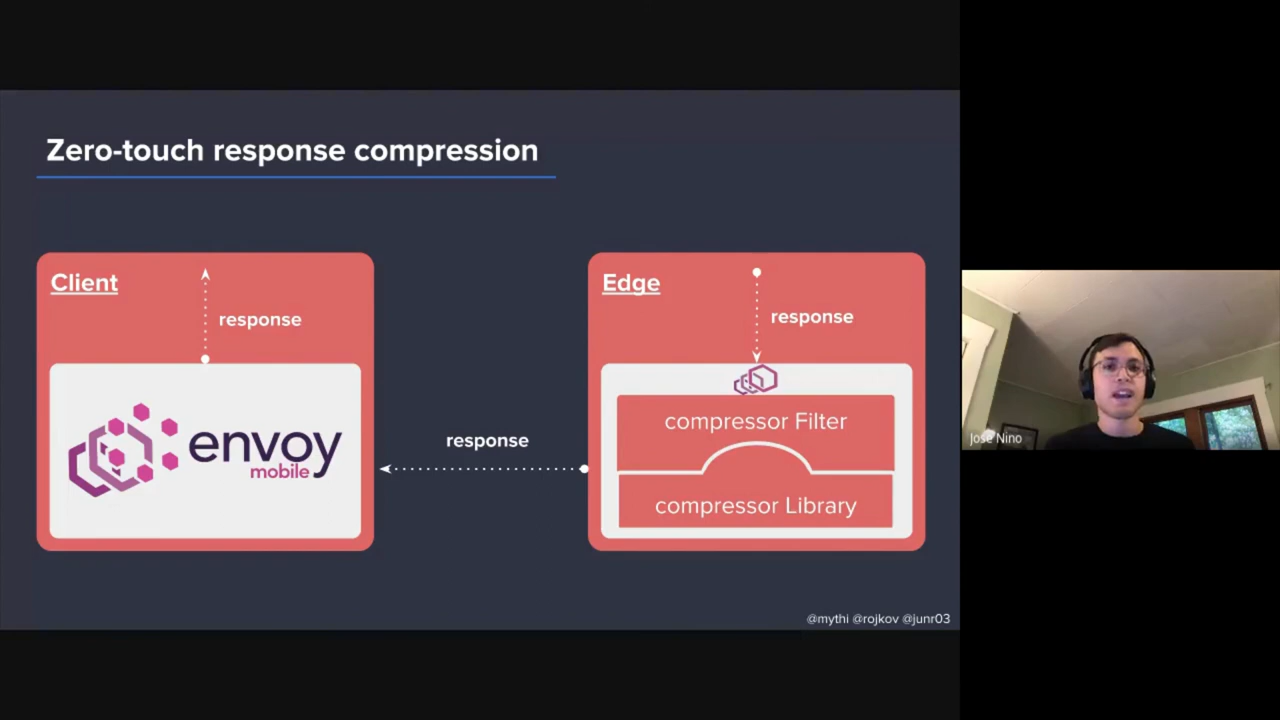 Zero-touch response compression
Client
response
envoy
mobile
response
Edge
response
compressor Filter
compressor Library
@mythi @rojkov @junr03
Jose Nino